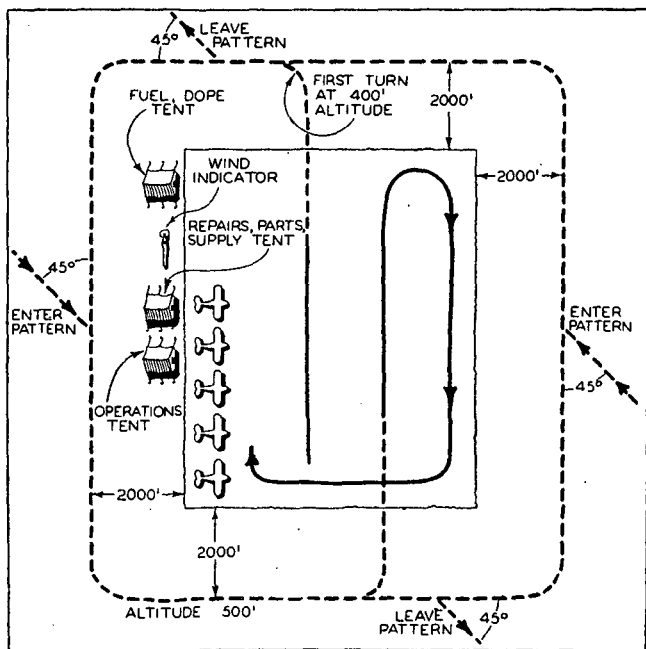 45°
LEAVE
PATTERN
FUEL, DOPE
TENT
FIRST TURN
AT 400'
ALTITUDE
2000'
WIND
INDICATOR
2000'
REPAIRS, PARTS,
SUPPLY TENT
45°
ENTER
PATTERN
ENTER
PATTERN
45°
OPERATIONS
TENT
2000'
2000'
ALTITUDE 500'
LEAVE
PATTERN
45°